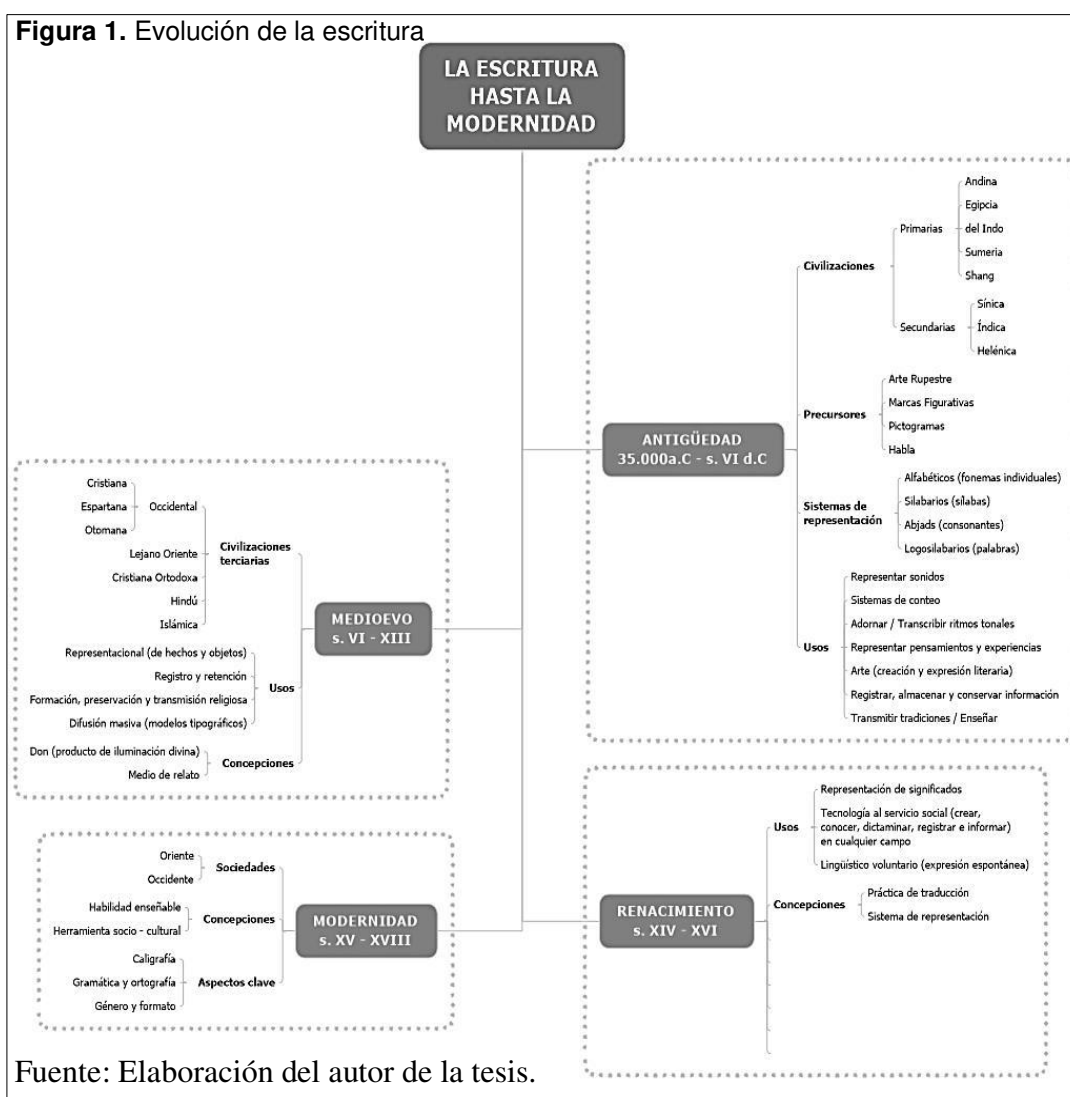 Figura 1. Evolución de la escritura
LA ESCRITURA
HASTA LA
MODERNIDAD
ANTIGÜEDAD
35.000a.C - s. VI d.C
Civilizaciones
Primarias
Andina
Egipcia
del Indo
Sumeria
Shang
Secundarias
Sínica
Índica
Helénica
Precursores
Arte Rupestre
Marcas Figurativas
Pictogramas
Habla
Sistemas de
representación
Alfabéticos (fonemas individuales)
Silabarios (sílabas)
Abjads (consonantes)
Logosilabarios (palabras)
Usos
Representar sonidos
Sistemas de conteo
Adornar / Transcribir ritmos tonales
Representar pensamientos y experiencias
Arte (creación y expresión literaria)
Registrar, almacenar y conservar información
Transmitir tradiciones / Enseñar
MEDIOEVO
s. VI - XIII
Civilizaciones
terciarias
Occidental
Cristiana
Espartana
Otomana
Lejano Oriente
Cristiana Ortodoxa
Hindú
Islámica
Usos
Representacional (de hechos y objetos)
Registro y retención
Formación, preservación y transmisión religiosa
Difusión masiva (modelos tipográficos)
Concepciones
Don (producto de iluminación divina)
Medio de relato
RENACIMIENTO
s. XIV - XVI
Usos
Representación de significados
Tecnología al servicio social (crear,
conocer, dictaminar, registrar e informar)
en cualquier campo
Lingüístico voluntario (expresión espontánea)
Concepciones
Práctica de traducción
Sistema de representación
MODERNIDAD
s. XV - XVIII
Sociedades
Oriente
Occidente
Concepciones
Habilidad enseñable
Herramienta socio - cultural
Aspectos clave
Caligrafía
Gramática y ortografía
Género y formato
Fuente: Elaboración del autor de la tesis.